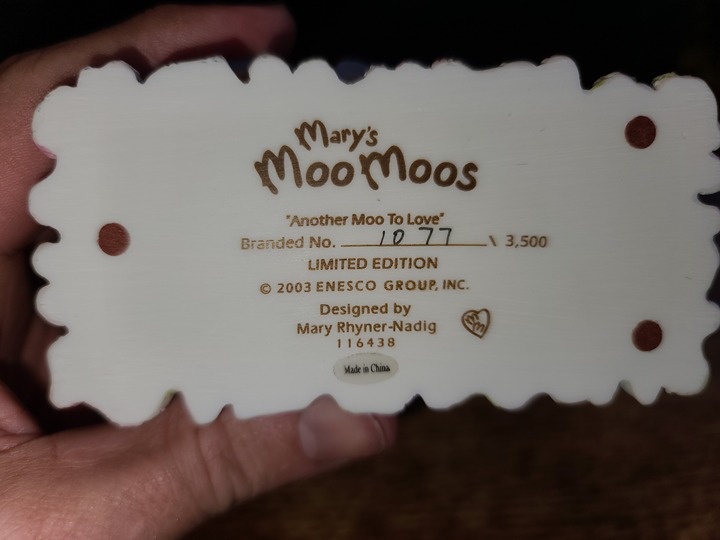 Mary's
Moo Moos
"Another Moo To Love"
Branded No. 1077 \ 3,500
LIMITED EDITION
© 2003 ENESCO GROUP, INC.
Designed by
Mary Rhyner-Nadig
116438
Made in China